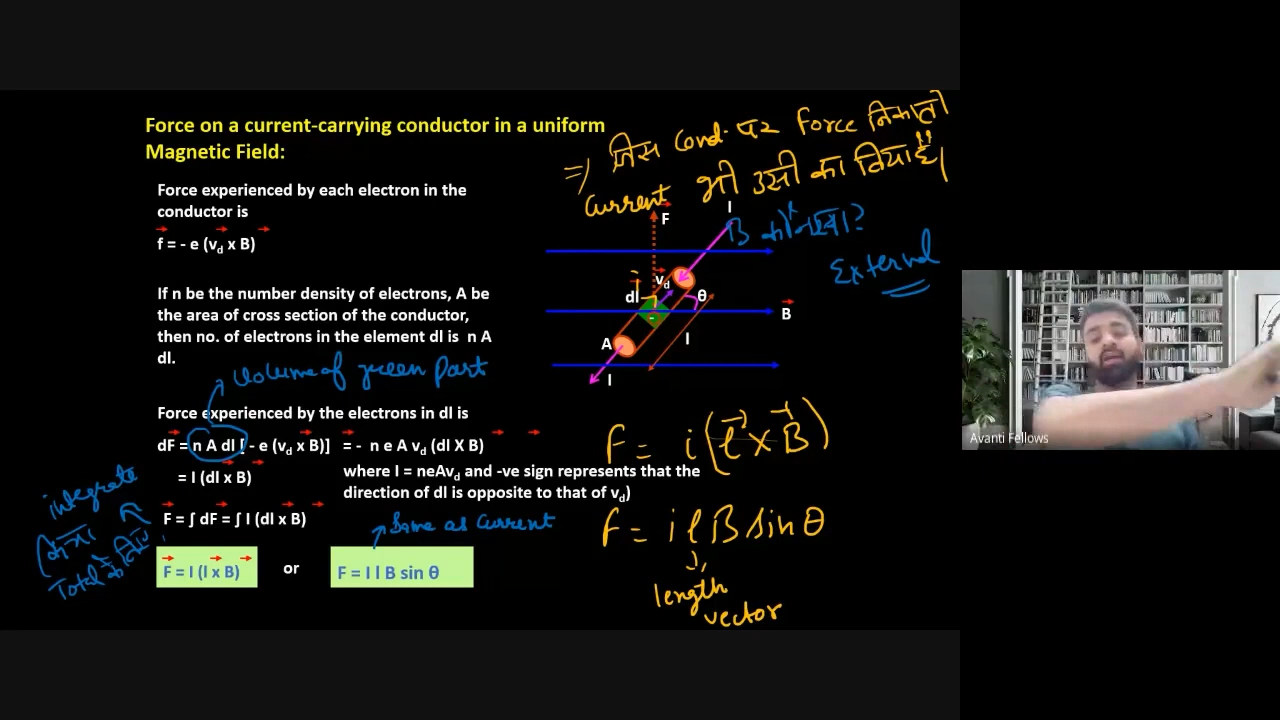 Force on a current-carrying conductor in a uniform
Magnetic Field:
Force experienced by each electron in the
conductor is
f = - e (vd x B)
If n be the number density of electrons, A be
the area of cross section of the conductor,
then no. of electrons in the element dl is n A
dl.
Volume of green part
Force experienced by the electrons in dl is
dF = n A dl [ - e (vd x B)] = - n e A vd (dl X B)
= I (dl x B)
where I = neAvd and -ve sign represents that the
direction of dl is opposite to that of vd)
F = ∫ dF = ∫ I (dl x B)
Same as current
F = I (l x B)
or
F = I l B sin θ
integrate
Total
⇒ जिस Cond. पर Force निकालो
Current भी उसी का लिया है।
B
External
F
I
vd
dl
θ
B
-
l
A
I
F = i(l x B)
F = i l B sin θ
length
vector
Avanti Fellows